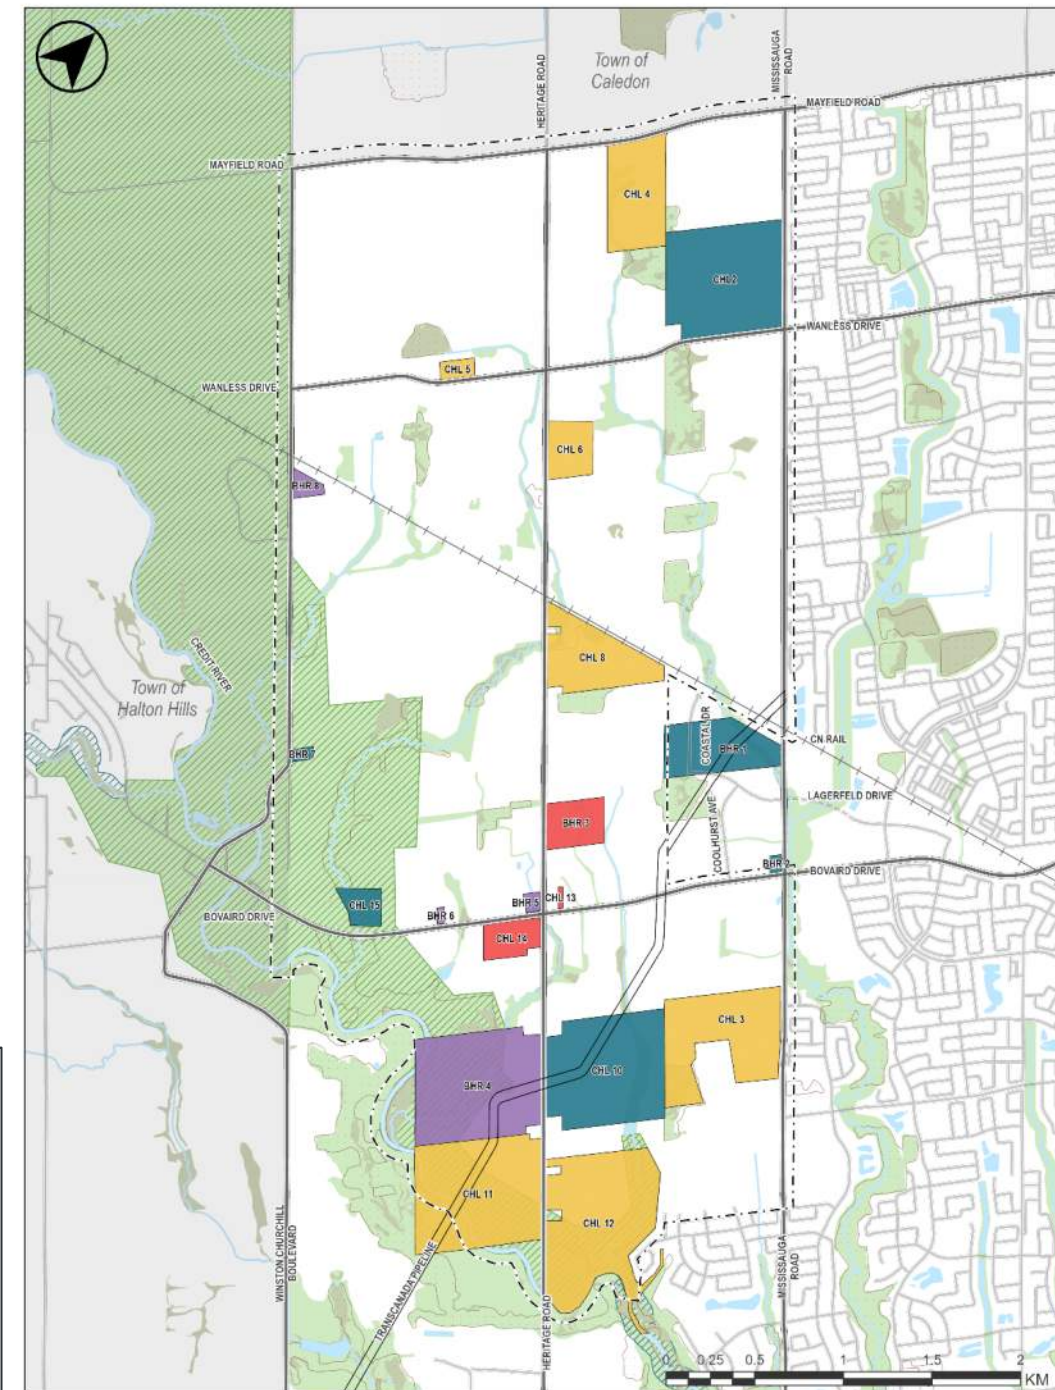 Town of
Caledon
HERITAGE ROAD
MISSISSAUGA
ROAD
MAYFIELD ROAD
MAYFIELD ROAD
CHL 4
CHL 2
WANLESS DRIVE
CHL 5
WANLESS DRIVE
CHL 6
BHR 8
CREDIT RIVER
CHL 8
Town of
Halton Hills
COASTAL DR
BHR 1
CN RAIL
BHR
LAGERFELD DRIVE
BHR 3
COOLHURST AVE
BHR 2
BOVAIRD DRIVE
CHL 13
CHL 15
BHR 5
BHR 6
BOVAIRD DRIVE
CHL 14
CHL 3
BHR 4
CHL 10
CHL 11
CHL 12
WINSTON CHURCHILL
BOULEVARD
TRANSCANADA PIPELINE
HERITAGE ROAD
MISSISSAUGA
ROAD
0 0.25 0.5 1 1.5 2
KM